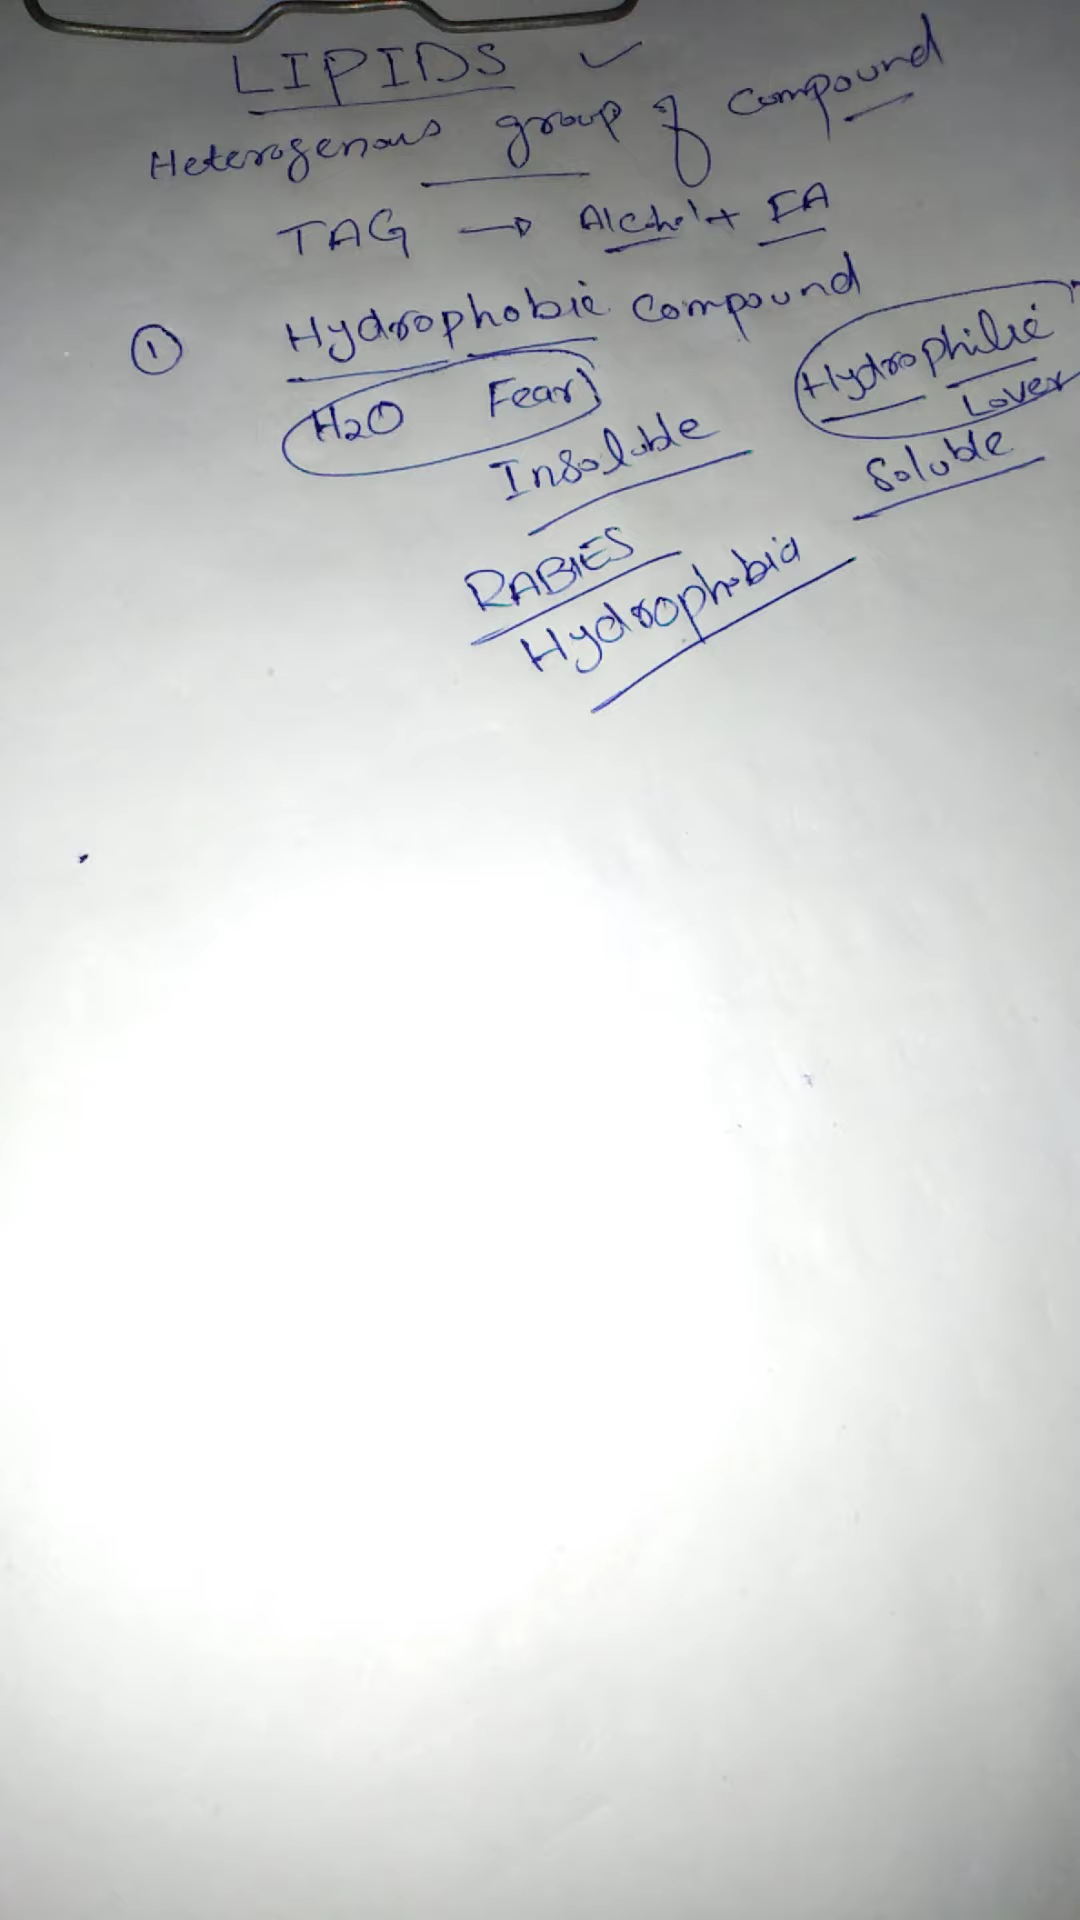 LIPIDS ✓
Heterogenous group of compound
TAG → Alcohol + FA
① Hydrophobic compound
Hydrophilic
H2O Fear
Lover
Insoluble
Soluble
RABIES
Hydrophobia